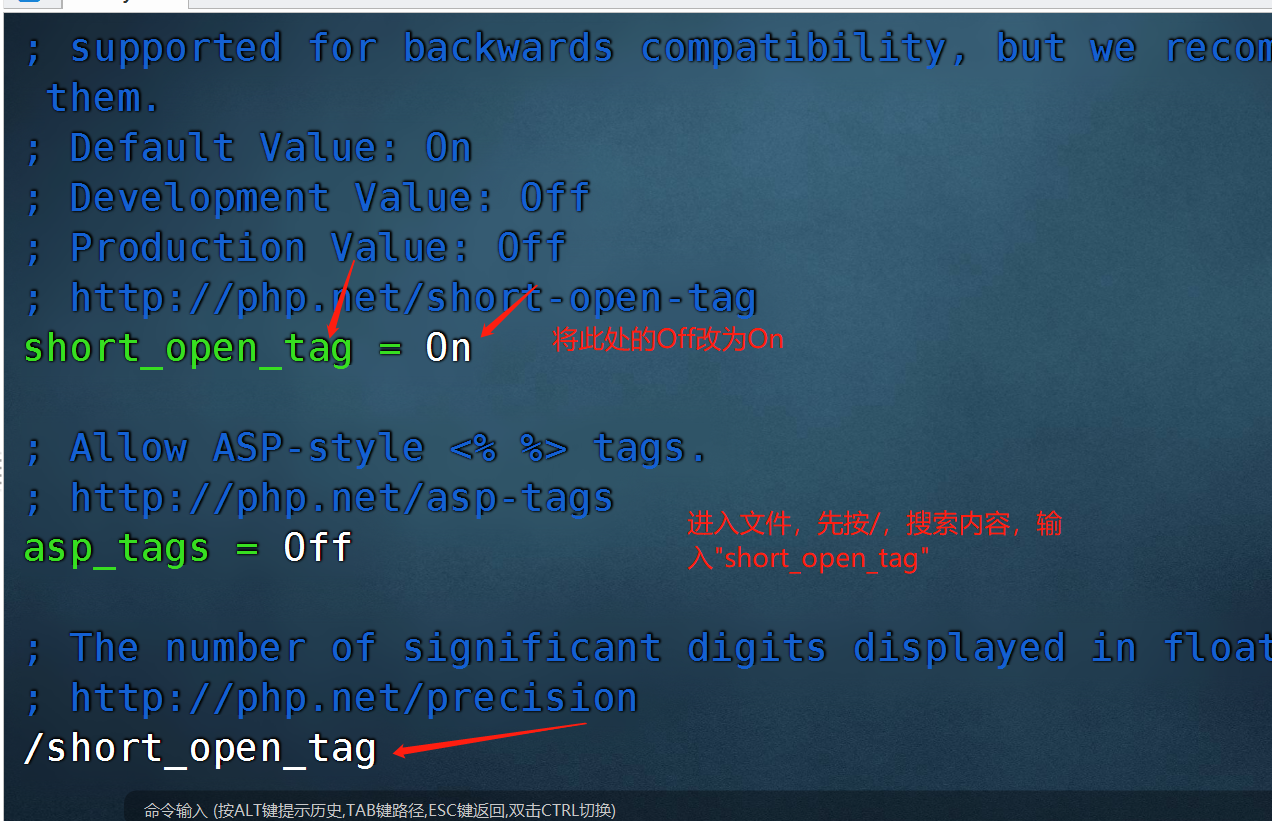 ; supported for backwards compatibility, but we recom
them.
; Default Value: On
; Development Value: Off
; Production Value: Off
; http://php.net/short-open-tag
short_open_tag = On
将此处的Off改为On
; Allow ASP-style <% %> tags.
; http://php.net/asp-tags
asp_tags = Off
进入文件，先按/，搜索内容，输
入"short_open_tag"
; The number of significant digits displayed in float
; http://php.net/precision
/short_open_tag
命令输入 (按ALT键提示历史,TAB键路径,ESC键返回,双击CTRL切换)